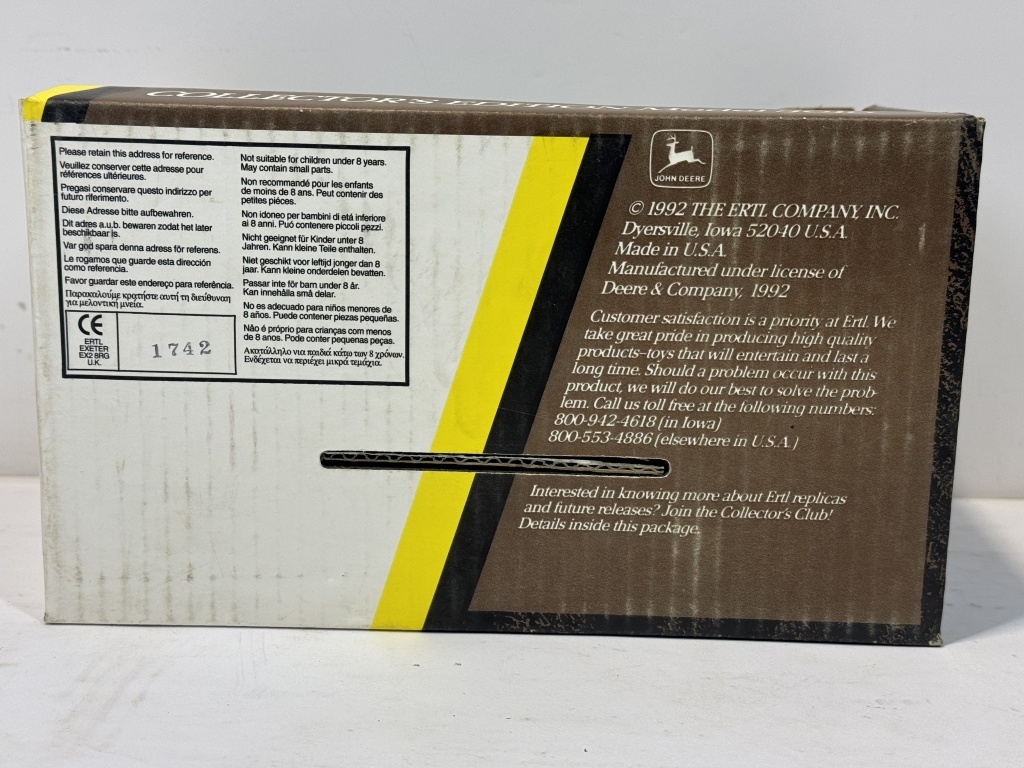 COLLECTOR'S EDITION
Please retain this address for reference.
Veuillez conserver cette adresse pour
références ultérieures.
Pregasi conservare questo indirizzo per
futuro riferimento.
Diese Adresse bitte aufbewahren.
Dit adres a.u.b. bewaren zodat het later
beschikbaar is.
Var god spara denna adress för referens.
Le rogamos que guarde esta dirección
como referencia.
Favor guardar este endereço para referência.
Παρακαλούμε κρατήστε αυτή τη διεύθυνση
για μελοντική μνεία.
CE
ERTL
EXETER
EX2 8RG
U.K.
1742
Not suitable for children under 8 years.
May contain small parts.
Non recommandé pour les enfants
de moins de 8 ans. Peut contenir des
petites piéces.
Non idoneo per bambini di etá inferiore
ai 8 anni. Puó contenere piccoli pezzi.
Nicht geeignet für Kinder unter 8
Jahren. Kann kleine Teile enthalten.
Niet geschikt voor leftijd jonger dan 8
jaar. Kan kleine onderdelen bevatten.
Passar inte för barn under 8 år.
Kan innehålla små delar.
No es adecuado para niños menores de
8 años. Puede contener piezas pequeñas.
Não é próprio para crianças com menos
de 8 anos. Pode conter pequenas peças.
Ακατάλληλο για παιδιά κάτω των 8 χρόνων.
Ενδέχεται να περιέχει μικρά τεμάχια.
JOHN DEERE
© 1992 THE ERTL COMPANY, INC.
Dyersville, Iowa 52040 U.S.A.
Made in U.S.A.
Manufactured under license of
Deere & Company, 1992
Customer satisfaction is a priority at Ertl. We
take great pride in producing high quality
products–toys that will entertain and last a
long time. Should a problem occur with this
product, we will do our best to solve the prob-
lem. Call us toll free at the following numbers:
800-942-4618 (in Iowa)
800-553-4886 (elsewhere in U.S.A.)
Interested in knowing more about Ertl replicas
and future releases? Join the Collector's Club!
Details inside this package.